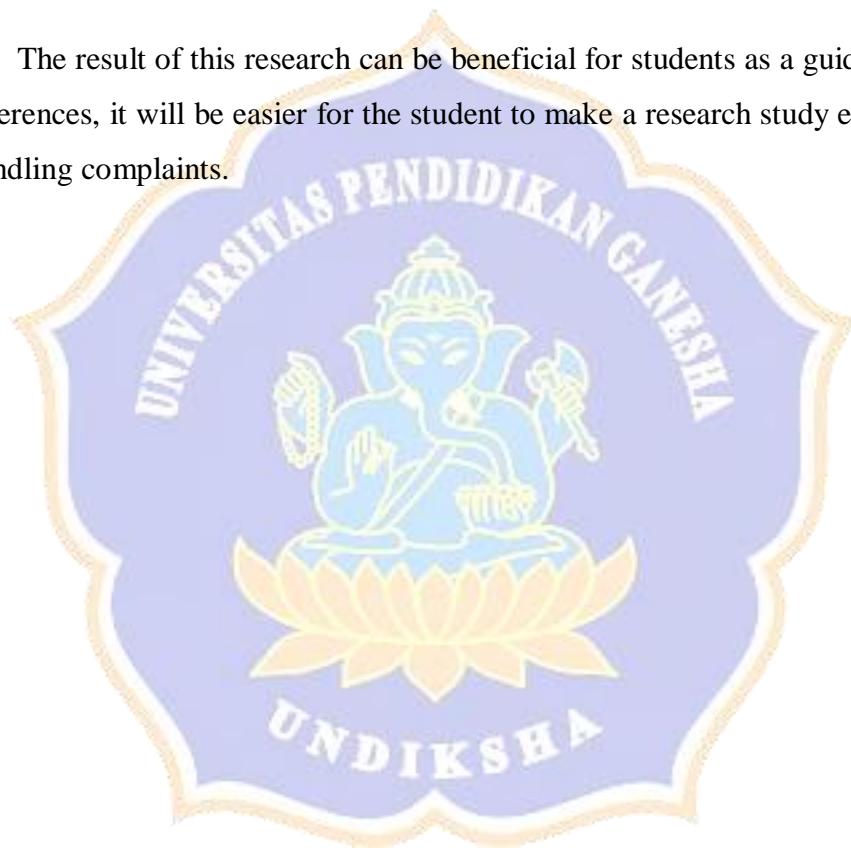 The result of this research can be beneficial for students as a guid
erences, it will be easier for the student to make a research study e
ndling complaints.
UNIVERSITAS PENDIDIKAN GANESHA
UNDIKSHA